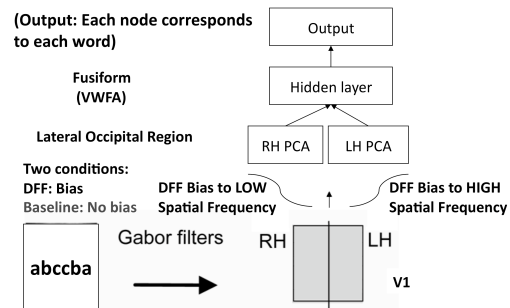 (Output: Each node corresponds
to each word)
Output
Fusiform
(VWFA)
Hidden layer
Lateral Occipital Region
RH PCA
LH PCA
Two conditions:
DFF: Bias
Baseline: No bias
DFF Bias to LOW
Spatial Frequency
DFF Bias to HIGH
Spatial Frequency
abccba
Gabor filters
RH
LH
V1